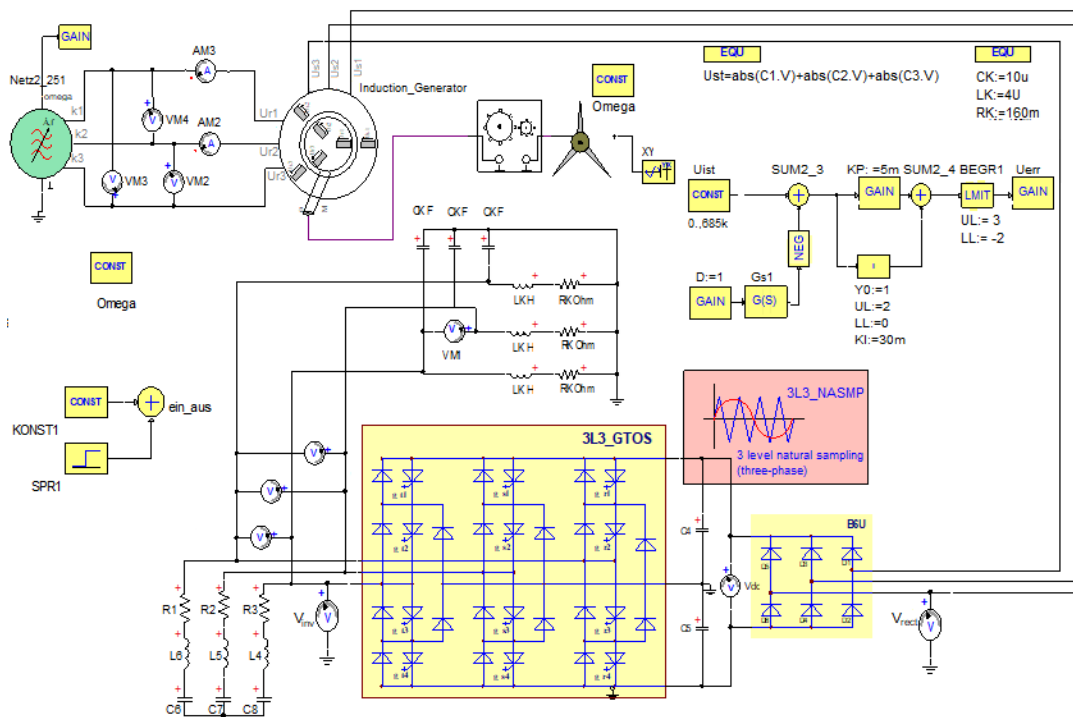 GAIN
Netz2_251
omega
k1
k2
k3
AM3
A
VM4
V
AM2
A
VM3
V
VM2
V
Ur1
Ur2
Ur3
Us3
Us2
Us1
Induction_Generator
CONST
Omega
XY
EQU
Ust=abs(C1.V)+abs(C2.V)+abs(C3.V)
EQU
CK:=10u
LK:=4U
RK:=160m
Uist
CONST
0.,685k
SUM2_3
KP: =5m
GAIN
SUM2_4
BEGR1
LMIT
UL:= 3
LL:= -2
Uerr
GAIN
NEG
D:=1
GAIN
Gs1
G(S)
I
Y0:=1
UL:=2
LL:=0
KI:=30m
CONST
Omega
CKF
CKF
CKF
LKH
RKOhm
VM1
V
LKH
RKOhm
LKH
RKOhm
CONST
KONST1
ein_aus
SPR1
3L3_NASMP
3 level natural sampling
(three-phase)
3L3_GTOS
V
V
V
r2
s2
r4
s4
C4
C5
Vdc
V
B6U
R1
R2
R3
L6
L5
L4
C6
C7
C8
Vinv
V
Vrect
V